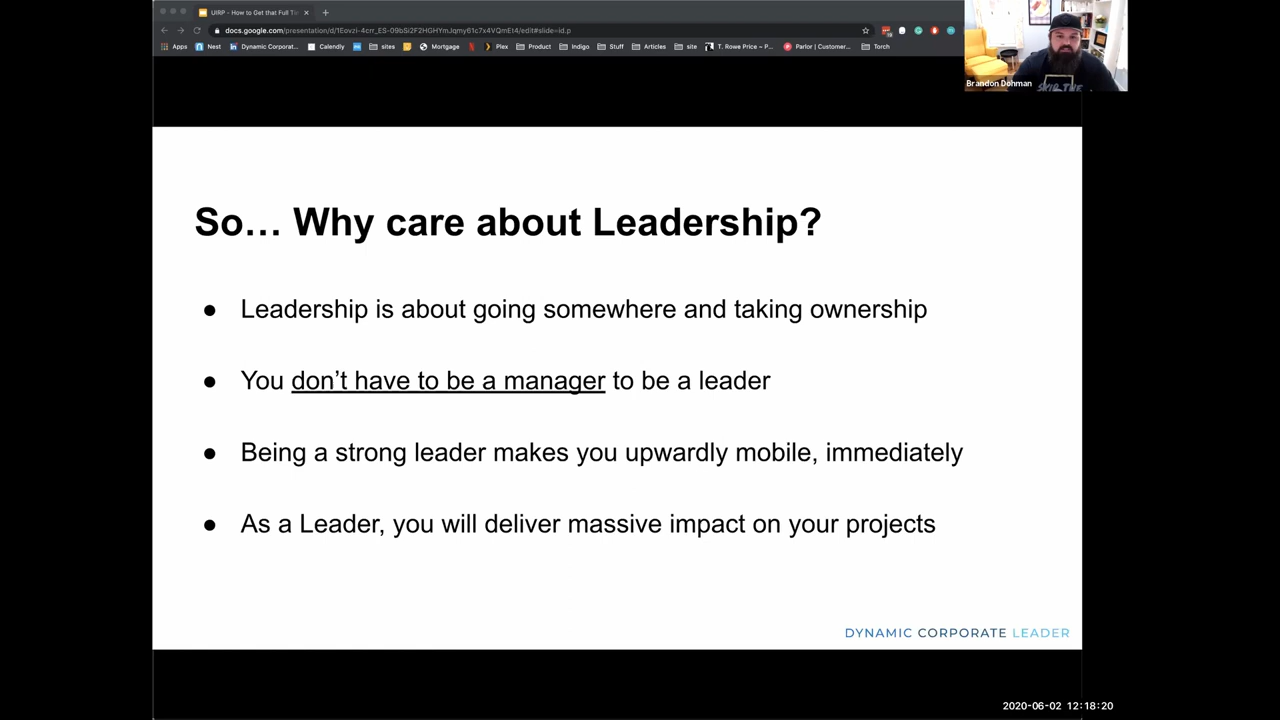 UIRP - How to Get that Full Ti
docs.google.com/presentation/d/1Eovzi-4crr_ES-09bSi2F2HGHYmJqmy61c7x4VQmEt4/edit#slide=id.p
Apps Nest Dynamic Corporat... Calendly sites Mortgage Plex Product Indigo Stuff Articles site T. Rowe Price – P... Parlor | Customer... Torch
Brandon Dohman
So… Why care about Leadership?
● Leadership is about going somewhere and taking ownership
● You don’t have to be a manager to be a leader
● Being a strong leader makes you upwardly mobile, immediately
● As a Leader, you will deliver massive impact on your projects
DYNAMIC CORPORATE LEADER
2020-06-02 12:18:20